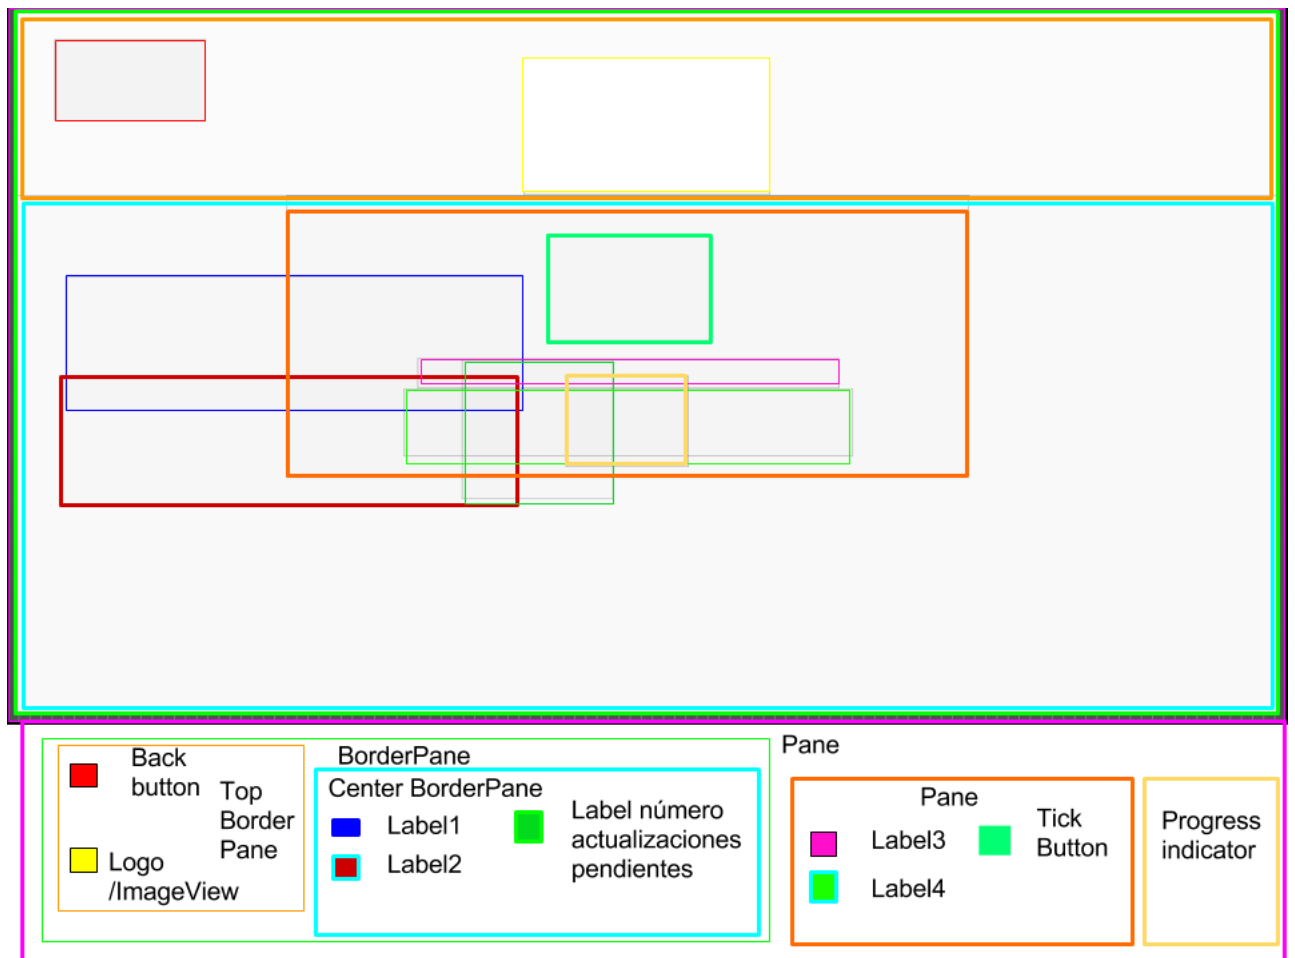 Back
button
Top
Border
Pane
Logo
/ImageView
BorderPane
Center BorderPane
Label1
Label2
Label número
actualizaciones
pendientes
Pane
Pane
Label3
Label4
Tick
Button
Progress
indicator